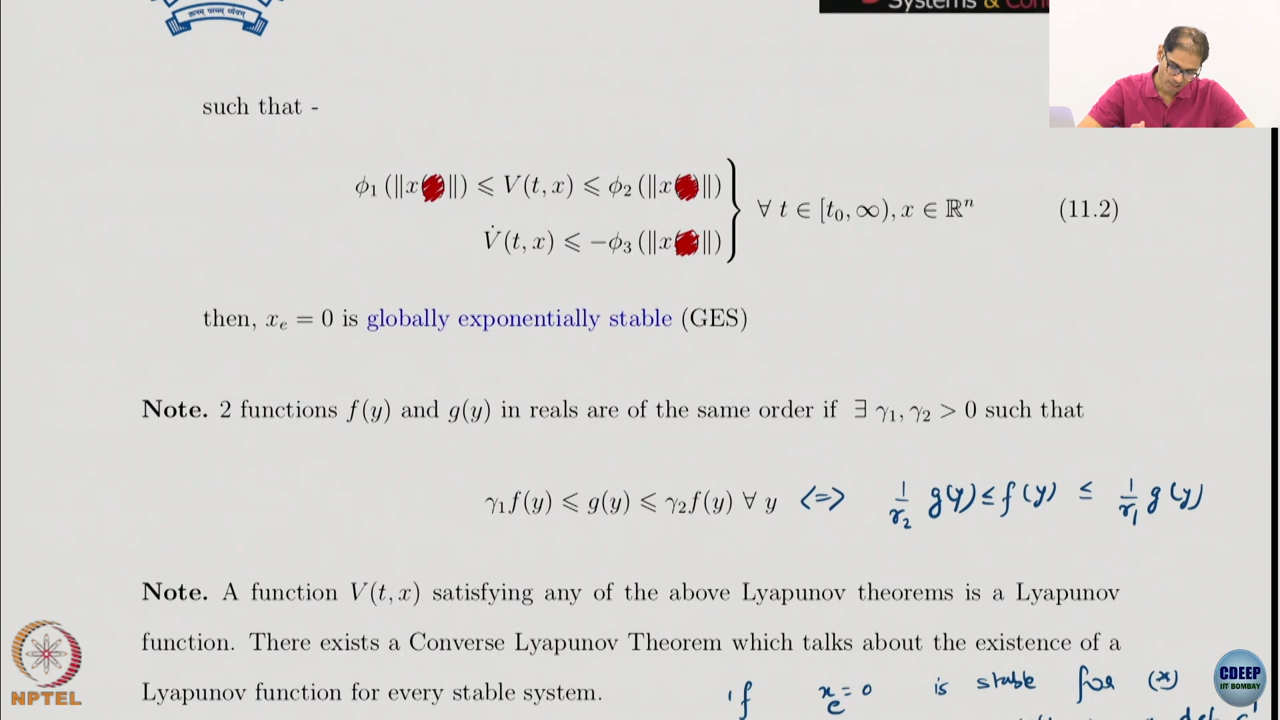 ज्ञानम् परमम् ध्येयम्
Systems & Con
such that -
ϕ₁ (‖x‖) ⩽ V(t, x) ⩽ ϕ₂ (‖x‖)
V̇(t, x) ⩽ −ϕ₃ (‖x‖)
∀ t ∈ [t₀, ∞), x ∈ ℝⁿ (11.2)
then, xₑ = 0 is globally exponentially stable (GES)
Note. 2 functions f(y) and g(y) in reals are of the same order if ∃ γ₁, γ₂ > 0 such that
γ₁f(y) ⩽ g(y) ⩽ γ₂f(y) ∀ y <=> 1/γ₂ g(y) ≤ f(y) ≤ 1/γ₁ g(y)
Note. A function V(t, x) satisfying any of the above Lyapunov theorems is a Lyapunov
function. There exists a Converse Lyapunov Theorem which talks about the existence of a
Lyapunov function for every stable system. if xₑ = 0 is stable for (*)
NPTEL
CDEEP
IIT BOMBAY